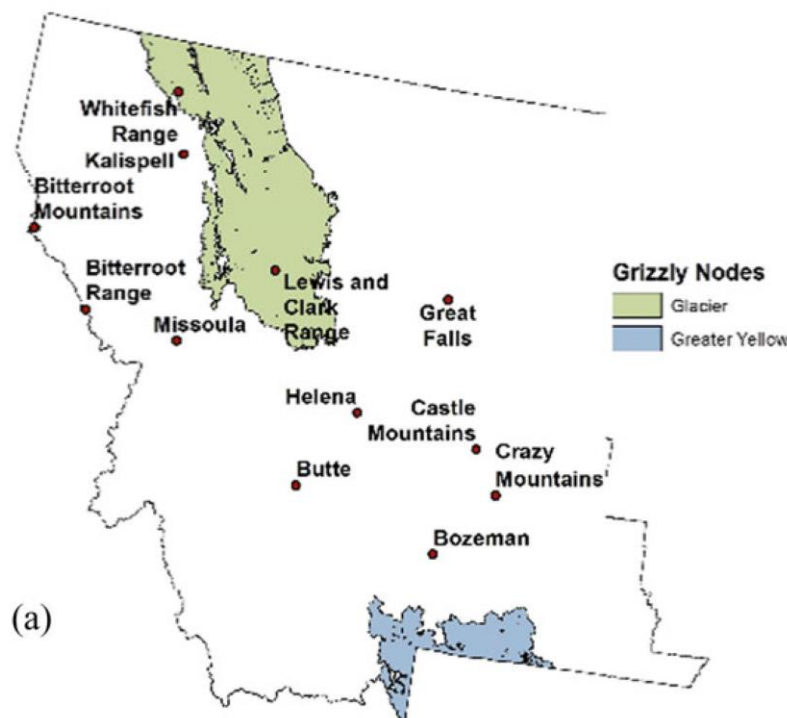 Whitefish
Range
Kalispell
Bitterroot
Mountains
Bitterroot
Range
Missoula
Lewis and
Clark
Range
Great
Falls
Grizzly Nodes
Glacier
Greater Yellow
Helena
Castle
Mountains
Crazy
Mountains
Butte
Bozeman
(a)